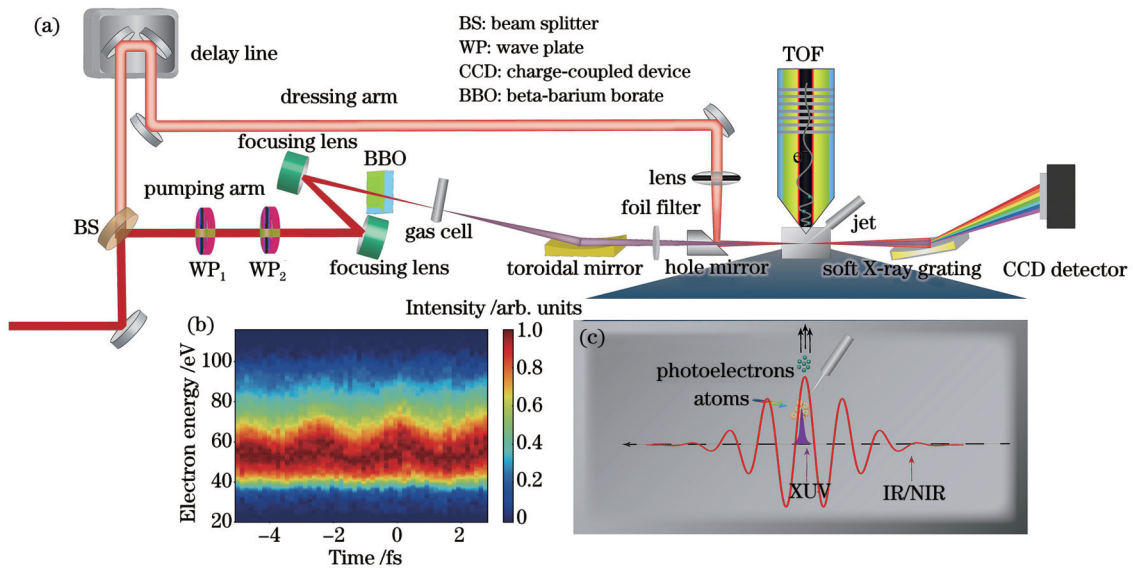 (a)
BS: beam splitter
WP: wave plate
CCD: charge-coupled device
BBO: beta-barium borate
TOF
delay line
dressing arm
focusing lens
BBO
e
lens
pumping arm
foil filter
BS
jet
gas cell
WP₁
WP₂
focusing lens
toroidal mirror
hole mirror
soft X-ray grating
CCD detector
(b)
Intensity /arb. units
Electron energy /eV
100
80
60
40
20
−4
−2
0
2
Time /fs
1.0
0.8
0.6
0.4
0.2
0
(c)
photoelectrons
atoms
XUV
IR/NIR